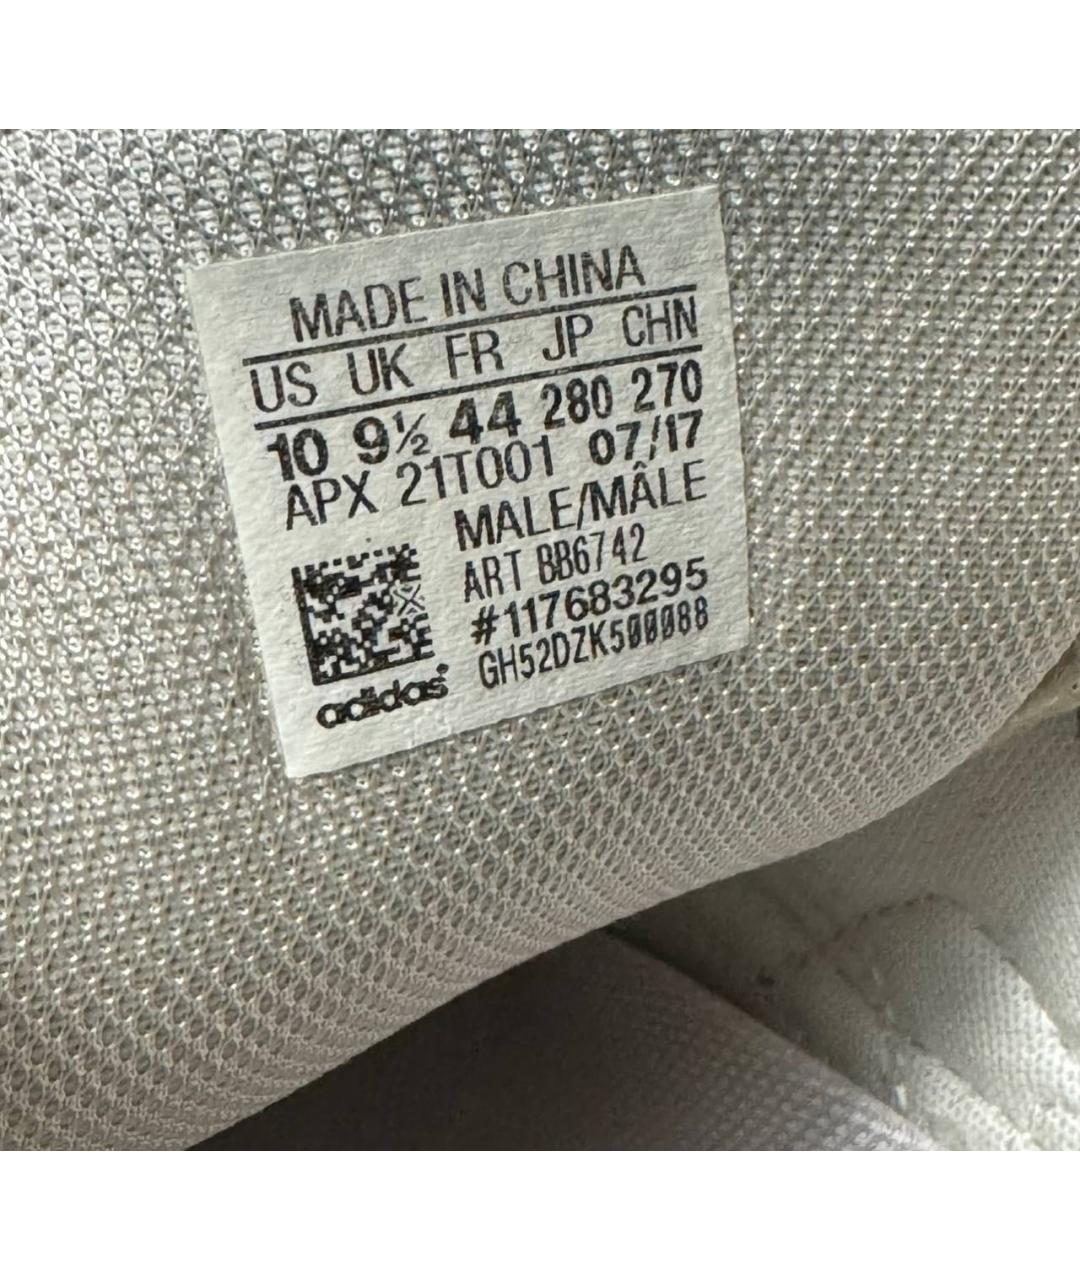 MADE IN CHINA
US UK FR JP CHN
10 9½ 44 280 270
APX 21T001 07/17
MALE/MÂLE
ART BB6742
#117683295
GH52DZK500088
adidas